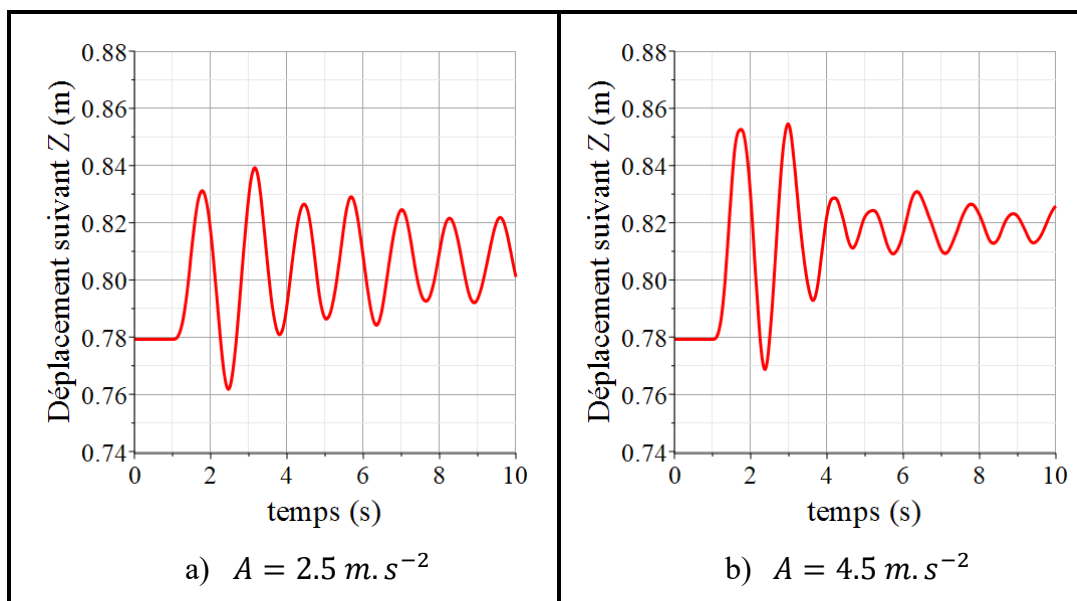 Déplacement suivant Z (m)
0.88
0.86
0.84
0.82
0.80
0.78
0.76
0.74
0 2 4 6 8 10
temps (s)
a) A = 2.5 m.s⁻²
Déplacement suivant Z (m)
0.88
0.86
0.84
0.82
0.80
0.78
0.76
0.74
0 2 4 6 8 10
temps (s)
b) A = 4.5 m.s⁻²